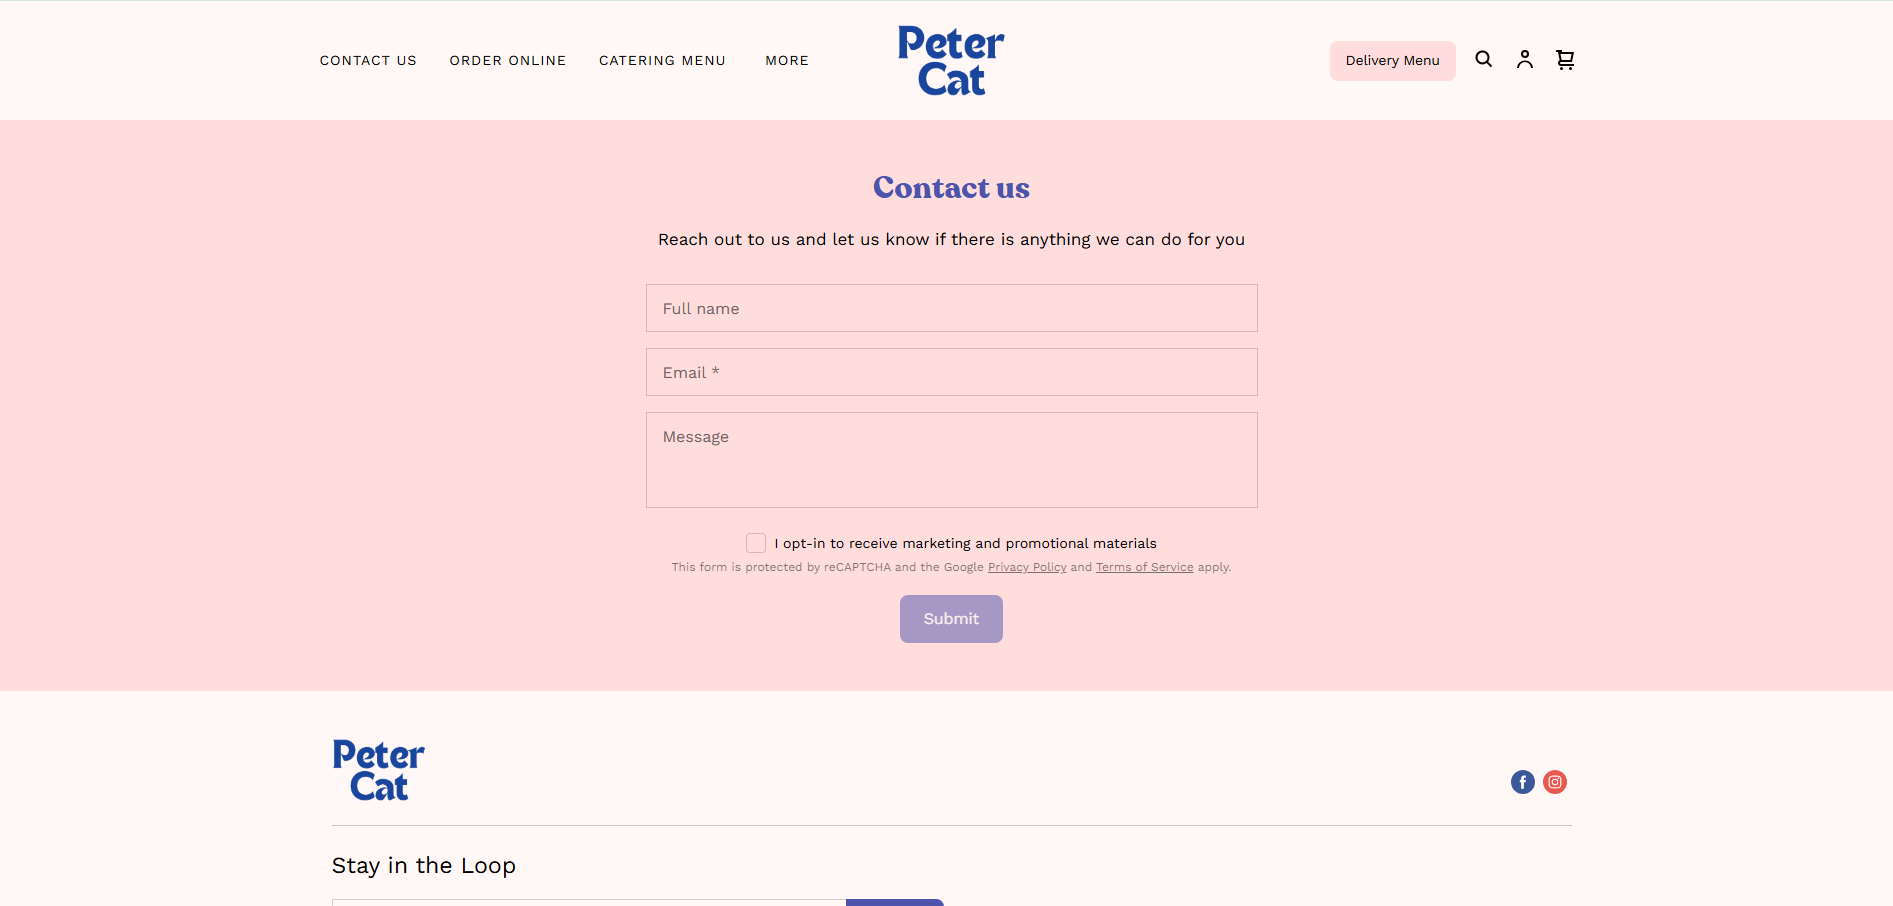 CONTACT US
ORDER ONLINE
CATERING MENU
MORE
Peter
Cat
Delivery Menu
Contact us
Reach out to us and let us know if there is anything we can do for you
Full name
Email *
Message
I opt-in to receive marketing and promotional materials
This form is protected by reCAPTCHA and the Google Privacy Policy and Terms of Service apply.
Submit
Peter
Cat
Stay in the Loop